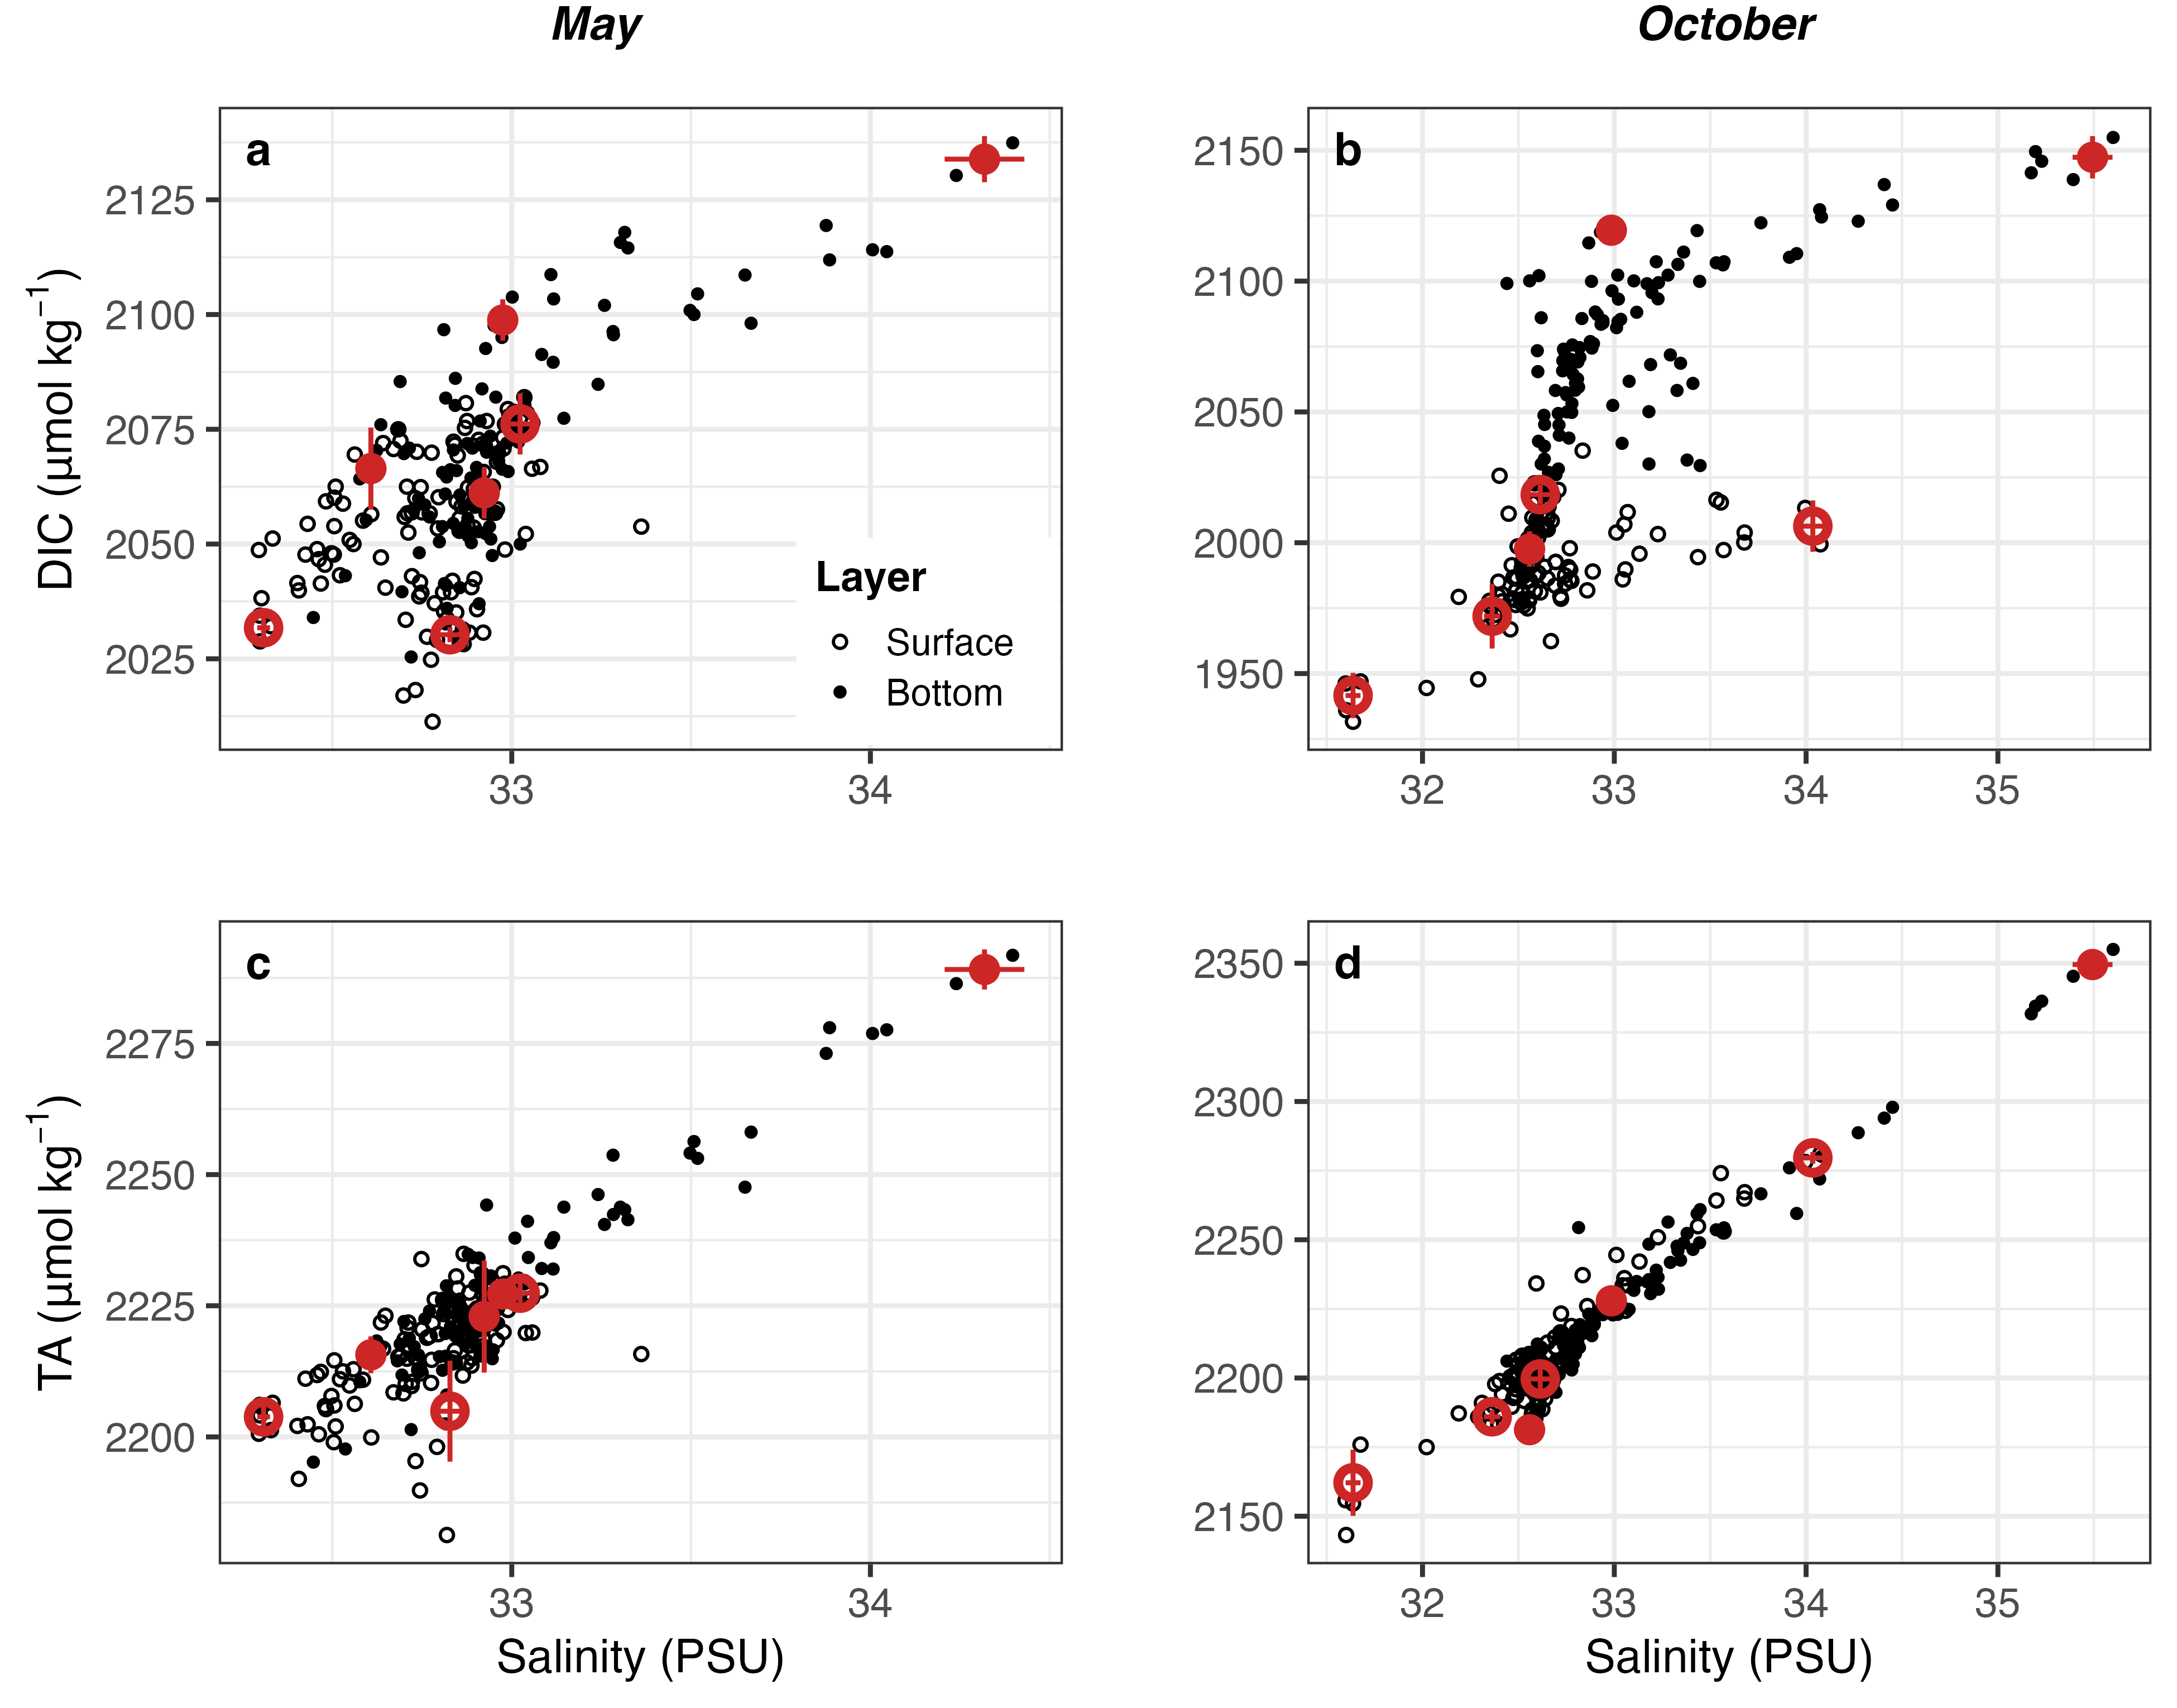 May
October
a
2125
2100
2075
2050
2025
DIC (µmol kg⁻¹)
33
34
Layer
Surface
Bottom
b
2150
2100
2050
2000
1950
32
33
34
35
c
2275
2250
2225
2200
TA (µmol kg⁻¹)
33
34
Salinity (PSU)
d
2350
2300
2250
2200
2150
32
33
34
35
Salinity (PSU)